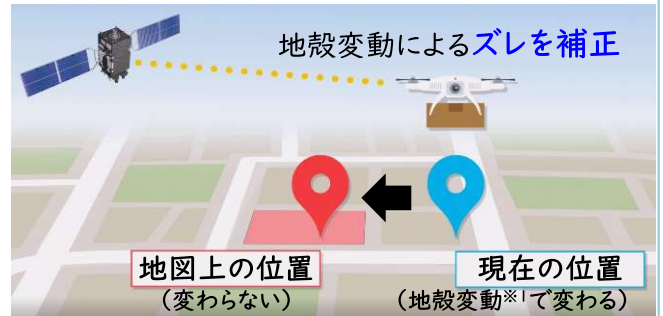 地殻変動によるズレを補正
地図上の位置
（変わらない）
現在の位置
（地殻変動※1で変わる）